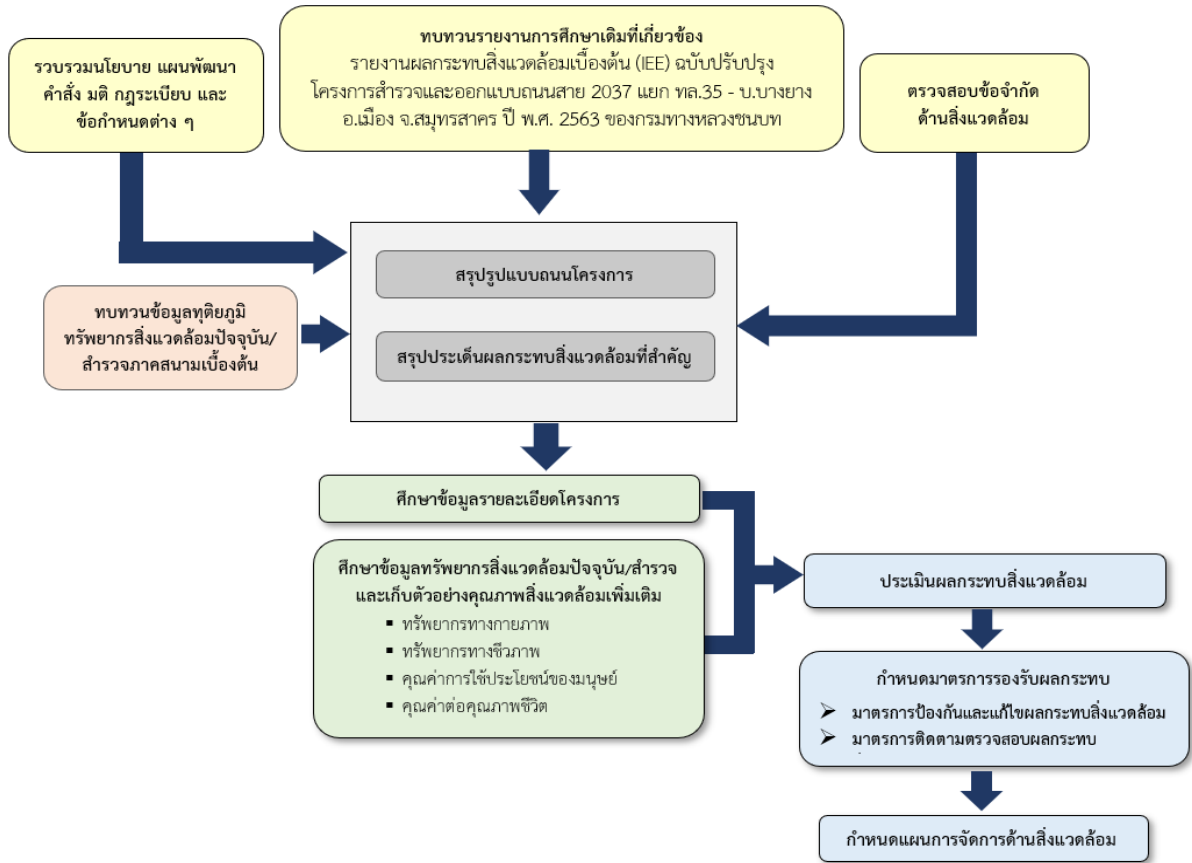 รวบรวมนโยบาย แผนพัฒนา
คำสั่ง มติ กฎระเบียบ และ
ข้อกำหนดต่าง ๆ
ทบทวนรายงานการศึกษาเดิมที่เกี่ยวข้อง
รายงานผลกระทบสิ่งแวดล้อมเบื้องต้น (IEE) ฉบับปรับปรุง
โครงการสำรวจและออกแบบถนนสาย 2037 แยก ทล.35 - บ.บางยาง
อ.เมือง จ.สมุทรสาคร ปี พ.ศ. 2563 ของกรมทางหลวงชนบท
ตรวจสอบข้อจำกัด
ด้านสิ่งแวดล้อม
สรุปรูปแบบถนนโครงการ
ทบทวนข้อมูลทุติยภูมิ
ทรัพยากรสิ่งแวดล้อมปัจจุบัน/
สำรวจภาคสนามเบื้องต้น
สรุปประเด็นผลกระทบสิ่งแวดล้อมที่สำคัญ
ศึกษาข้อมูลรายละเอียดโครงการ
ศึกษาข้อมูลทรัพยากรสิ่งแวดล้อมปัจจุบัน/สำรวจ
และเก็บตัวอย่างคุณภาพสิ่งแวดล้อมเพิ่มเติม
▪ ทรัพยากรทางกายภาพ
▪ ทรัพยากรทางชีวภาพ
▪ คุณค่าการใช้ประโยชน์ของมนุษย์
▪ คุณค่าต่อคุณภาพชีวิต
ประเมินผลกระทบสิ่งแวดล้อม
กำหนดมาตรการรองรับผลกระทบ
➢ มาตรการป้องกันและแก้ไขผลกระทบสิ่งแวดล้อม
➢ มาตรการติดตามตรวจสอบผลกระทบ
กำหนดแผนการจัดการด้านสิ่งแวดล้อม